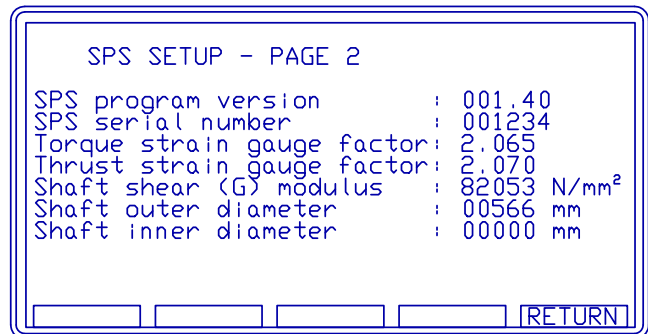 SPS SETUP - PAGE 2
SPS program version : 001.40
SPS serial number : 001234
Torque strain gauge factor: 2.065
Thrust strain gauge factor: 2.070
Shaft shear (G) modulus : 82053 N/mm²
Shaft outer diameter : 00566 mm
Shaft inner diameter : 00000 mm
RETURN